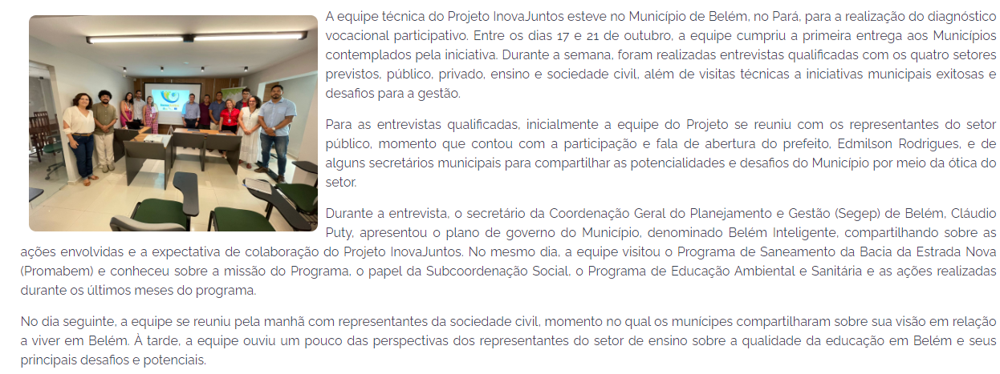 A equipe técnica do Projeto InovaJuntos esteve no Município de Belém, no Pará, para a realização do diagnóstico
vocacional participativo. Entre os dias 17 e 21 de outubro, a equipe cumpriu a primeira entrega aos Municípios
contemplados pela iniciativa. Durante a semana, foram realizadas entrevistas qualificadas com os quatro setores
previstos, público, privado, ensino e sociedade civil, além de visitas técnicas a iniciativas municipais exitosas e
desafios para a gestão.
Para as entrevistas qualificadas, inicialmente a equipe do Projeto se reuniu com os representantes do setor
público, momento que contou com a participação e fala de abertura do prefeito, Edmilson Rodrigues, e de
alguns secretários municipais para compartilhar as potencialidades e desafios do Município por meio da ótica do
setor.
Durante a entrevista, o secretário da Coordenação Geral do Planejamento e Gestão (Segep) de Belém, Cláudio
Puty, apresentou o plano de governo do Município, denominado Belém Inteligente, compartilhando sobre as
ações envolvidas e a expectativa de colaboração do Projeto InovaJuntos. No mesmo dia, a equipe visitou o Programa de Saneamento da Bacia da Estrada Nova
(Promabem) e conheceu sobre a missão do Programa, o papel da Subcoordenação Social, o Programa de Educação Ambiental e Sanitária e as ações realizadas
durante os últimos meses do programa.
No dia seguinte, a equipe se reuniu pela manhã com representantes da sociedade civil, momento no qual os munícipes compartilharam sobre sua visão em relação
a viver em Belém. À tarde, a equipe ouviu um pouco das perspectivas dos representantes do setor de ensino sobre a qualidade da educação em Belém e seus
principais desafios e potenciais.